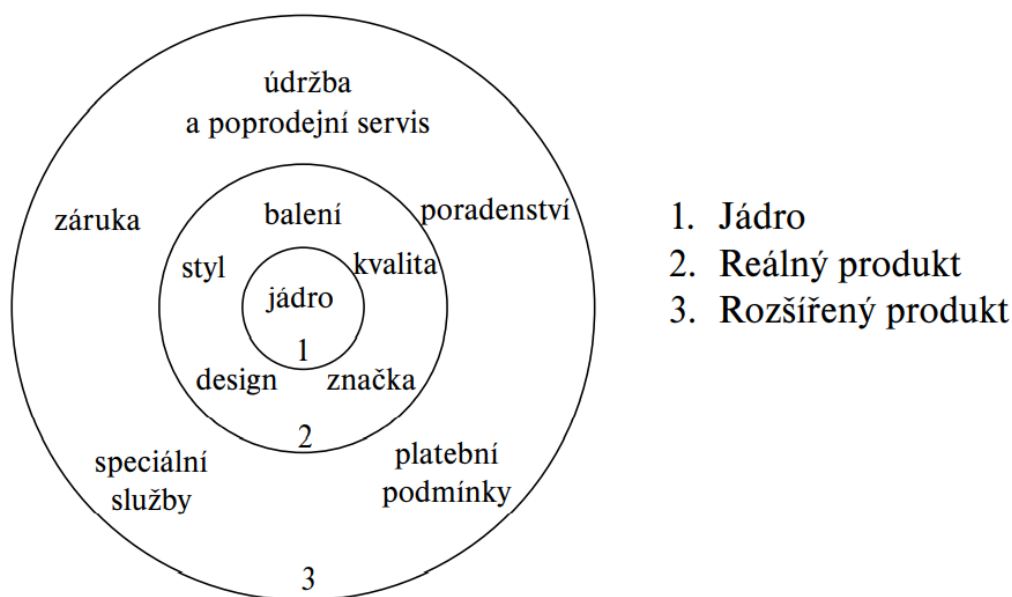 údržba
a poprodejní servis
záruka
balení
poradenství
styl
kvalita
jádro
1
design
značka
2
speciální
služby
platební
podmínky
3
1. Jádro
2. Reálný produkt
3. Rozšířený produkt